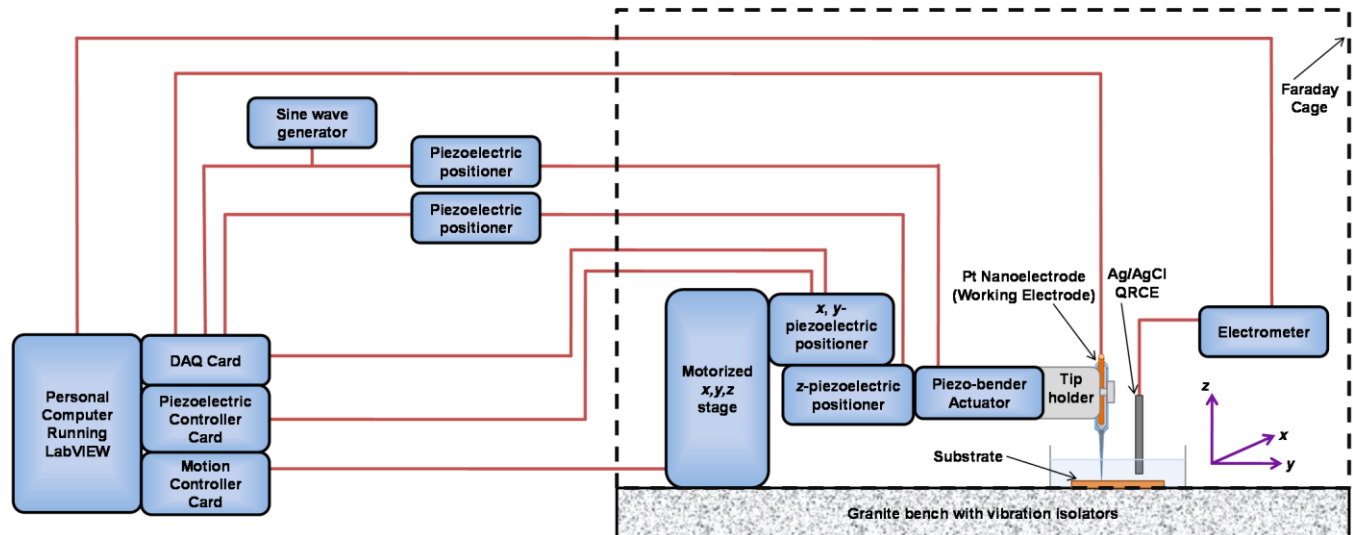 Faraday
Cage
Sine wave
generator
Piezoelectric
positioner
Piezoelectric
positioner
Pt Nanoelectrode
(Working Electrode)
Ag/AgCl
QRCE
x, y-
piezoelectric
positioner
Electrometer
Personal
Computer
Running
LabVIEW
DAQ Card
Piezoelectric
Controller
Card
Motion
Controller
Card
Motorized
x,y,z
stage
z-piezoelectric
positioner
Piezo-bender
Actuator
Tip
holder
z
x
y
Substrate
Granite bench with vibration isolators